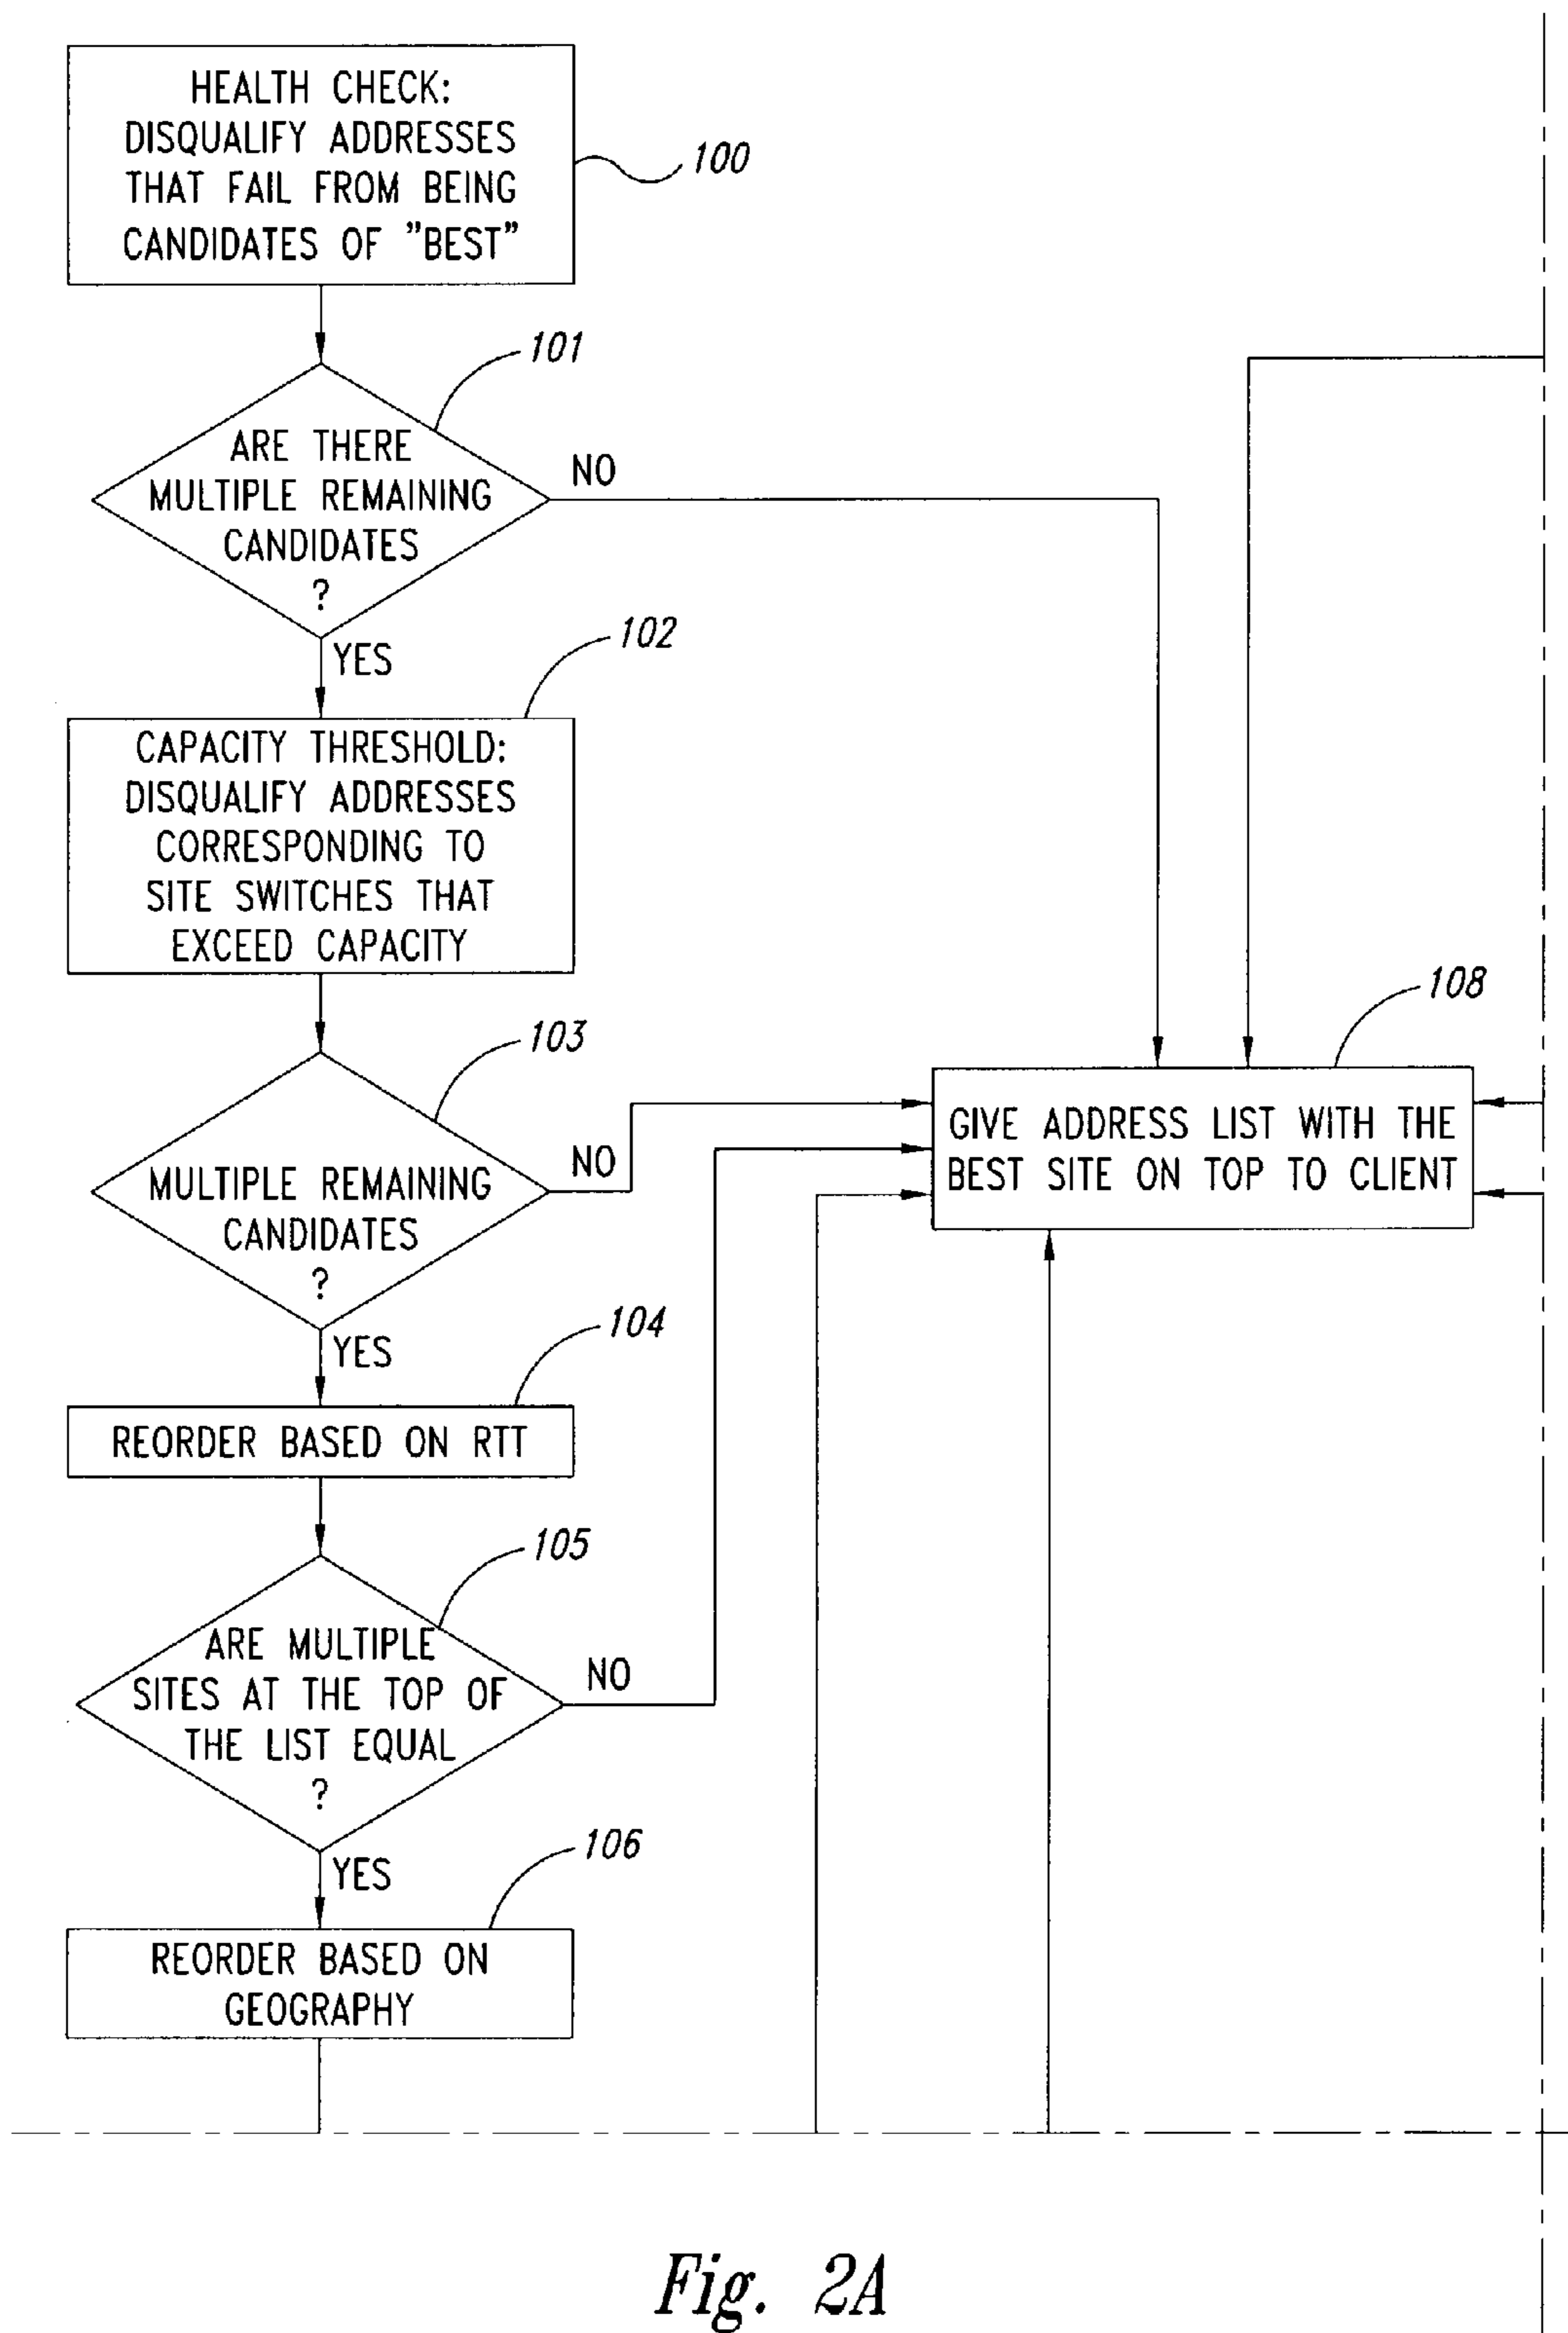 HEALTH CHECK:
DISQUALIFY ADDRESSES
THAT FAIL FROM BEING
CANDIDATES OF "BEST"
100
101
ARE THERE
MULTIPLE REMAINING
CANDIDATES
?
NO
YES
102
CAPACITY THRESHOLD:
DISQUALIFY ADDRESSES
CORRESPONDING TO
SITE SWITCHES THAT
EXCEED CAPACITY
103
MULTIPLE REMAINING
CANDIDATES
?
NO
YES
108
GIVE ADDRESS LIST WITH THE
BEST SITE ON TOP TO CLIENT
104
REORDER BASED ON RTT
105
ARE MULTIPLE
SITES AT THE TOP OF
THE LIST EQUAL
?
NO
YES
106
REORDER BASED ON
GEOGRAPHY
Fig. 2A